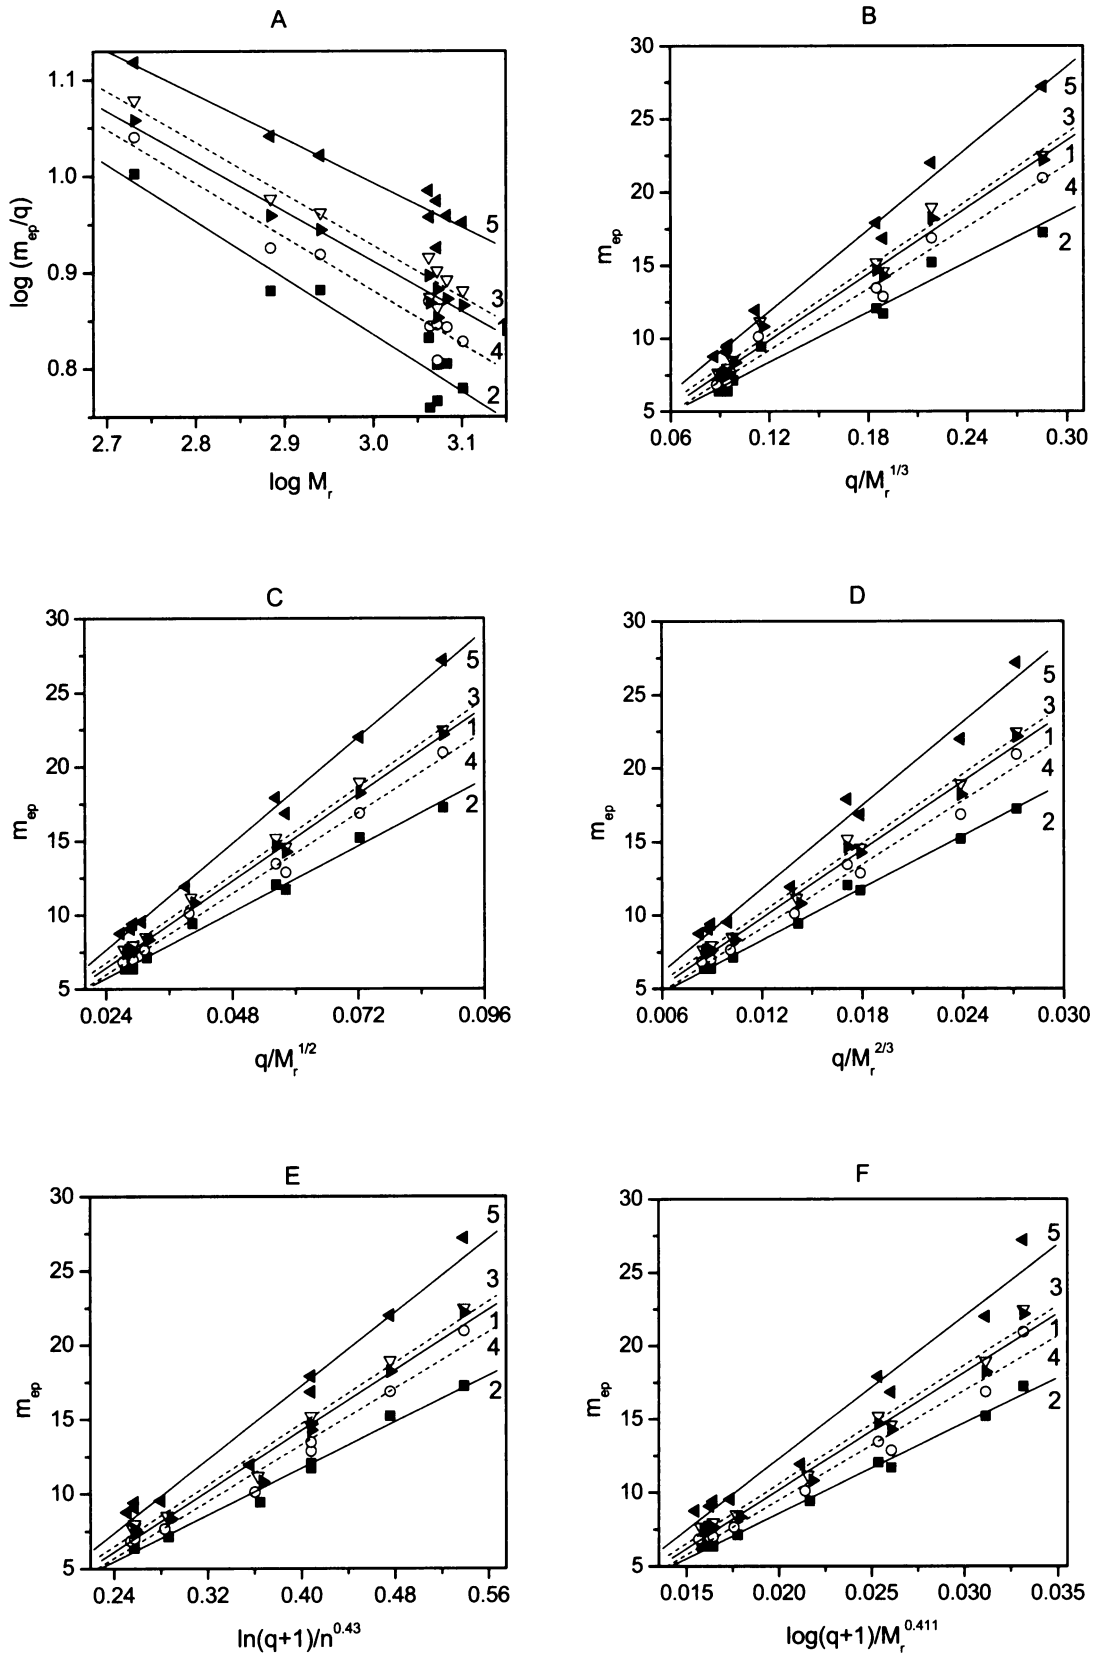 A
1.1
1.0
0.9
0.8
log (m_ep/q)
5
3
1
4
2
2.7 2.8 2.9 3.0 3.1
log M_r
B
30
25
20
15
10
5
m_ep
5
3
1
4
2
0.06 0.12 0.18 0.24 0.30
q/M_r^1/3
C
30
25
20
15
10
5
m_ep
5
3
1
4
2
0.024 0.048 0.072 0.096
q/M_r^1/2
D
30
25
20
15
10
5
m_ep
5
3
1
4
2
0.006 0.012 0.018 0.024 0.030
q/M_r^2/3
E
30
25
20
15
10
5
m_ep
5
3
1
4
2
0.24 0.32 0.40 0.48 0.56
ln(q+1)/n^0.43
F
30
25
20
15
10
5
m_ep
5
3
1
4
2
0.015 0.020 0.025 0.030 0.035
log(q+1)/M_r^0.411